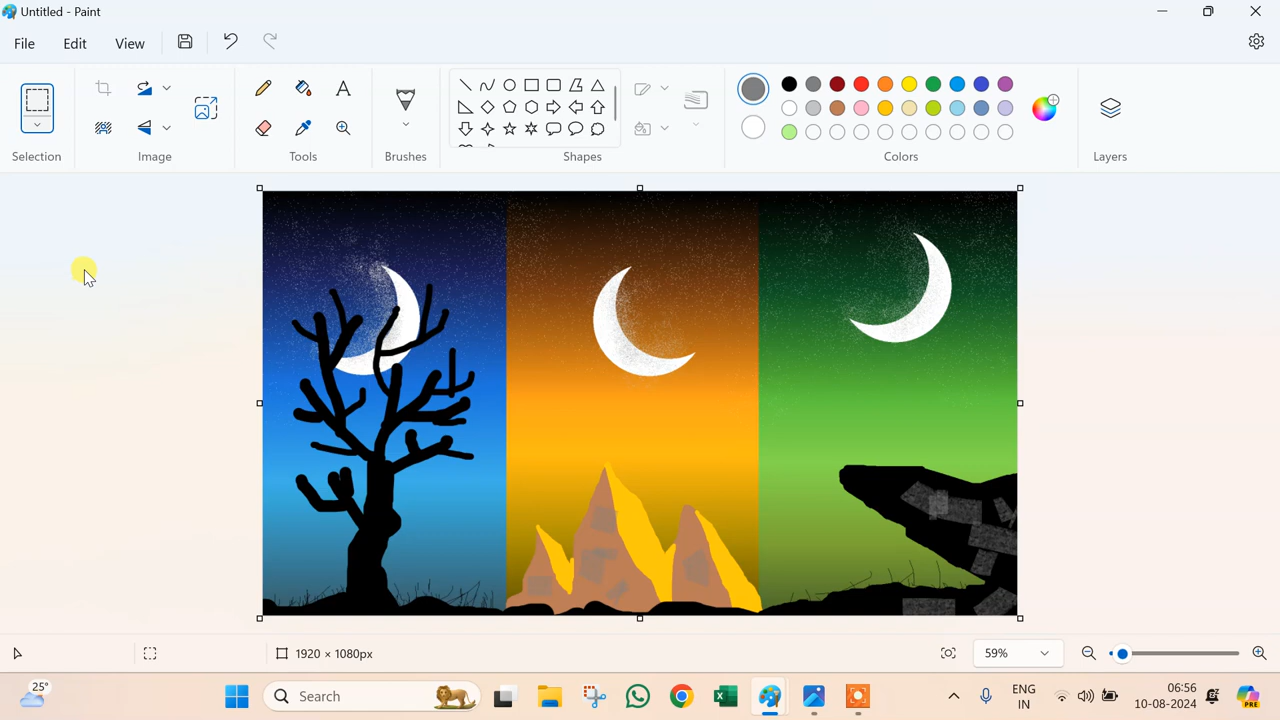 Untitled - Paint
File Edit View
Selection Image Tools Brushes Shapes Colors Layers
1920 × 1080px 59%
25° Search ENG IN 06:56 10-08-2024 PRE